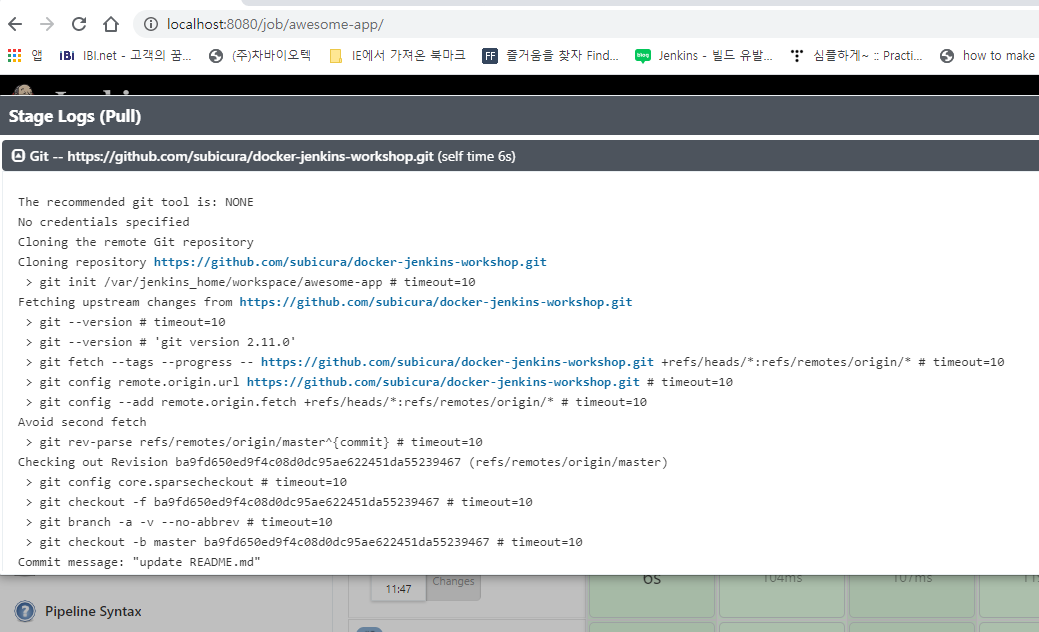 localhost:8080/job/awesome-app/
앱 IBI IBI.net - 고객의 꿈... (주)차바이오텍 IE에서 가져온 북마크 FF 즐거움을 찾자 Find... blog Jenkins - 빌드 유발... 심플하게~ :: Practi... how to make
Stage Logs (Pull)
Git -- https://github.com/subicura/docker-jenkins-workshop.git (self time 6s)
The recommended git tool is: NONE
No credentials specified
Cloning the remote Git repository
Cloning repository https://github.com/subicura/docker-jenkins-workshop.git
> git init /var/jenkins_home/workspace/awesome-app # timeout=10
Fetching upstream changes from https://github.com/subicura/docker-jenkins-workshop.git
> git --version # timeout=10
> git --version # 'git version 2.11.0'
> git fetch --tags --progress -- https://github.com/subicura/docker-jenkins-workshop.git +refs/heads/*:refs/remotes/origin/* # timeout=10
> git config remote.origin.url https://github.com/subicura/docker-jenkins-workshop.git # timeout=10
> git config --add remote.origin.fetch +refs/heads/*:refs/remotes/origin/* # timeout=10
Avoid second fetch
> git rev-parse refs/remotes/origin/master^{commit} # timeout=10
Checking out Revision ba9fd650ed9f4c08d0dc95ae622451da55239467 (refs/remotes/origin/master)
> git config core.sparsecheckout # timeout=10
> git checkout -f ba9fd650ed9f4c08d0dc95ae622451da55239467 # timeout=10
> git branch -a -v --no-abbrev # timeout=10
> git checkout -b master ba9fd650ed9f4c08d0dc95ae622451da55239467 # timeout=10
Commit message: "update README.md"
11:47 Changes 6s 104ms 107ms
Pipeline Syntax